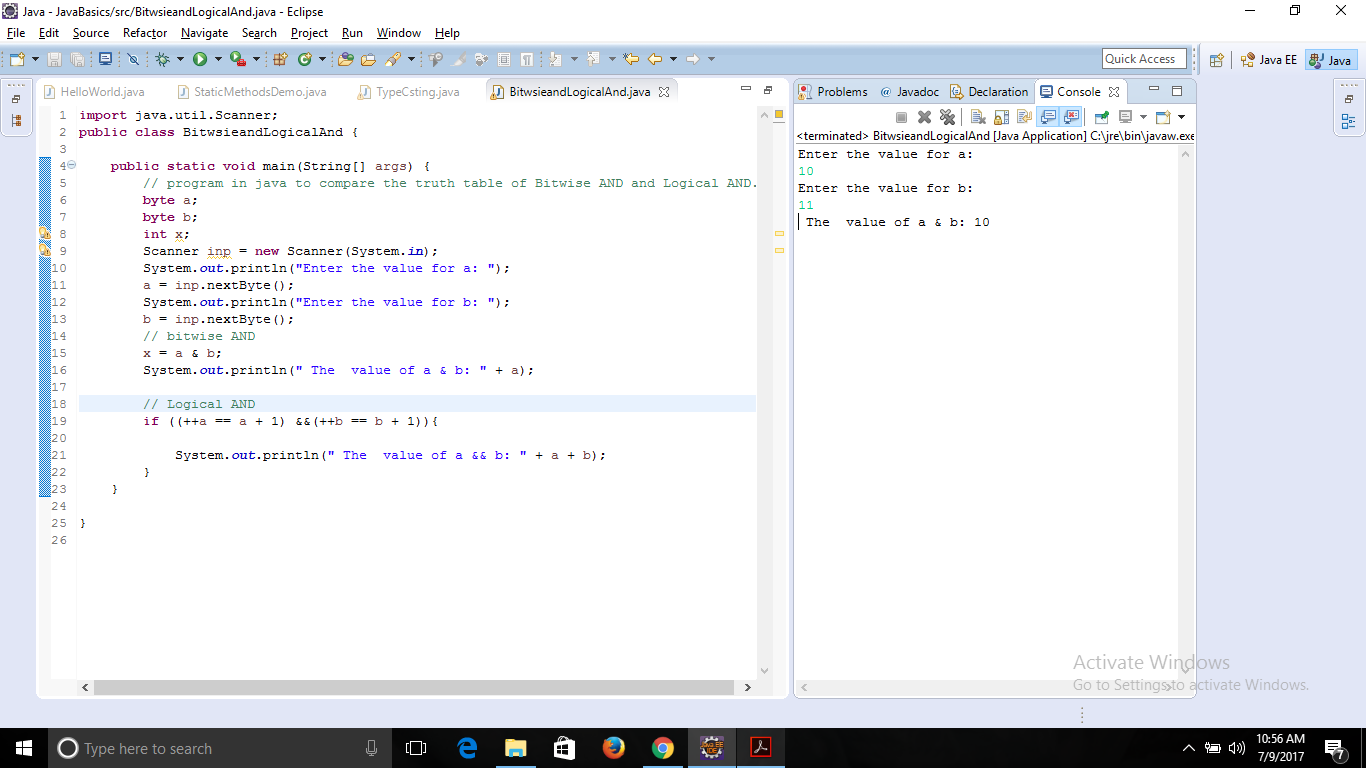 Java - JavaBasics/src/BitwsieandLogicalAnd.java - Eclipse
File Edit Source Refactor Navigate Search Project Run Window Help
Quick Access Java EE Java
HelloWorld.java StaticMethodsDemo.java TypeCsting.java BitwsieandLogicalAnd.java
1 import java.util.Scanner;
2 public class BitwsieandLogicalAnd {
3
4 public static void main(String[] args) {
5 // program in java to compare the truth table of Bitwise AND and Logical AND.
6 byte a;
7 byte b;
8 int x;
9 Scanner inp = new Scanner(System.in);
10 System.out.println("Enter the value for a: ");
11 a = inp.nextByte();
12 System.out.println("Enter the value for b: ");
13 b = inp.nextByte();
14 // bitwise AND
15 x = a & b;
16 System.out.println(" The  value of a & b: " + a);
17
18 // Logical AND
19 if ((++a == a + 1) &&(++b == b + 1)){
20
21 System.out.println(" The  value of a && b: " + a + b);
22 }
23 }
24
25 }
26
Problems @ Javadoc Declaration Console
<terminated> BitwsieandLogicalAnd [Java Application] C:\jre\bin\javaw.exe
Enter the value for a:
10
Enter the value for b:
11
The  value of a & b: 10
Activate Windows
Go to Settings to activate Windows.
Type here to search
10:56 AM
7/9/2017
7